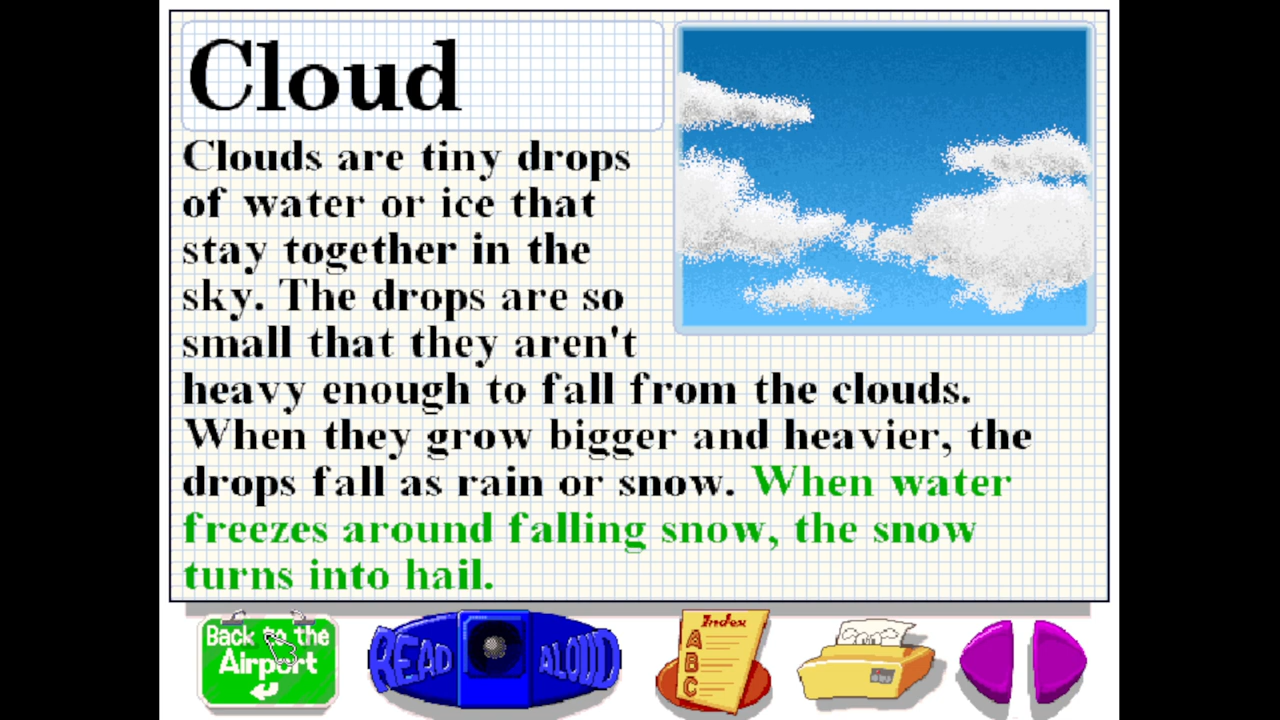 Cloud
Clouds are tiny drops
of water or ice that
stay together in the
sky. The drops are so
small that they aren't
heavy enough to fall from the clouds.
When they grow bigger and heavier, the
drops fall as rain or snow. When water
freezes around falling snow, the snow
turns into hail.
Back to the
Airport
READ ALOUD
Index
A
B
C